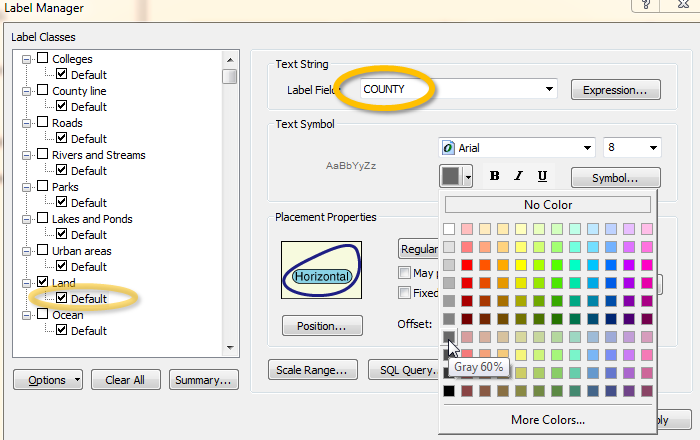 Label Manager
Label Classes
Colleges
Default
County line
Default
Roads
Default
Rivers and Streams
Default
Parks
Default
Lakes and Ponds
Default
Urban areas
Default
Land
Default
Ocean
Default
Options
Clear All
Summary...
Text String
Label Field:
COUNTY
Expression...
Text Symbol
AaBbYyZz
Arial
8
B I U
Symbol...
No Color
Gray 60%
More Colors...
Placement Properties
Horizontal
Regular
May p
Fixed
Position...
Offset:
Scale Range...
SQL Query...
ply